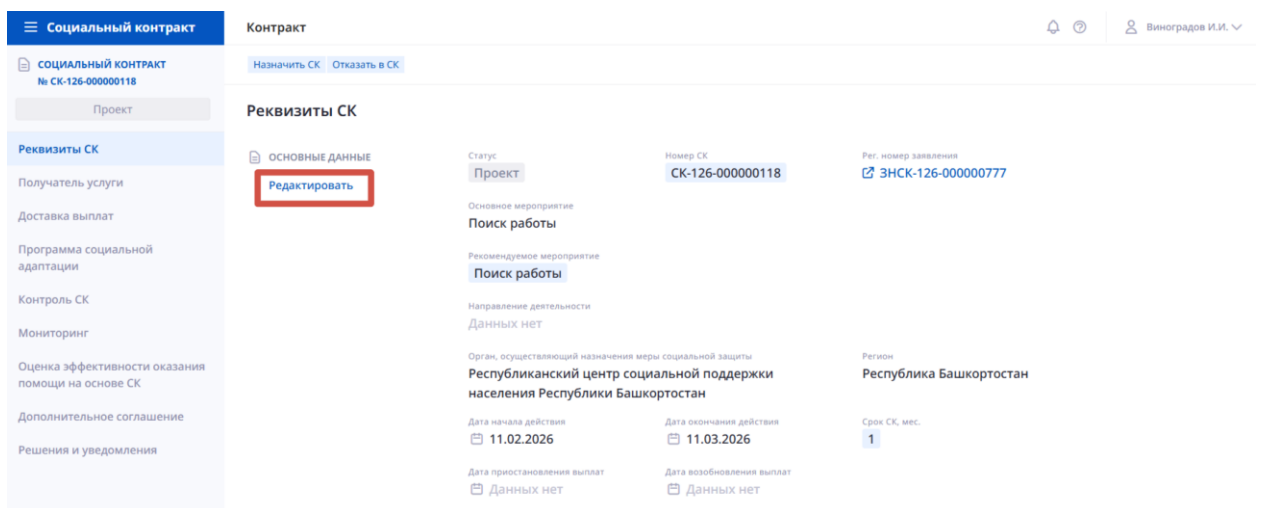 Социальный контракт
Контракт
Виноградов И.И.
СОЦИАЛЬНЫЙ КОНТРАКТ
№ СК-126-000000118
Проект
Назначить СК Отказать в СК
Реквизиты СК
Получатель услуги
Доставка выплат
Программа социальной
адаптации
Контроль СК
Мониторинг
Оценка эффективности оказания
помощи на основе СК
Дополнительное соглашение
Решения и уведомления
Реквизиты СК
ОСНОВНЫЕ ДАННЫЕ
Редактировать
Статус
Проект
Номер СК
СК-126-000000118
Рег. номер заявления
ЗНСК-126-000000777
Основное мероприятие
Поиск работы
Рекомендуемое мероприятие
Поиск работы
Направление деятельности
Данных нет
Орган, осуществляющий назначения меры социальной защиты
Республиканский центр социальной поддержки
населения Республики Башкортостан
Регион
Республика Башкортостан
Дата начала действия
11.02.2026
Дата окончания действия
11.03.2026
Срок СК, мес.
1
Дата приостановления выплат
Данных нет
Дата возобновления выплат
Данных нет